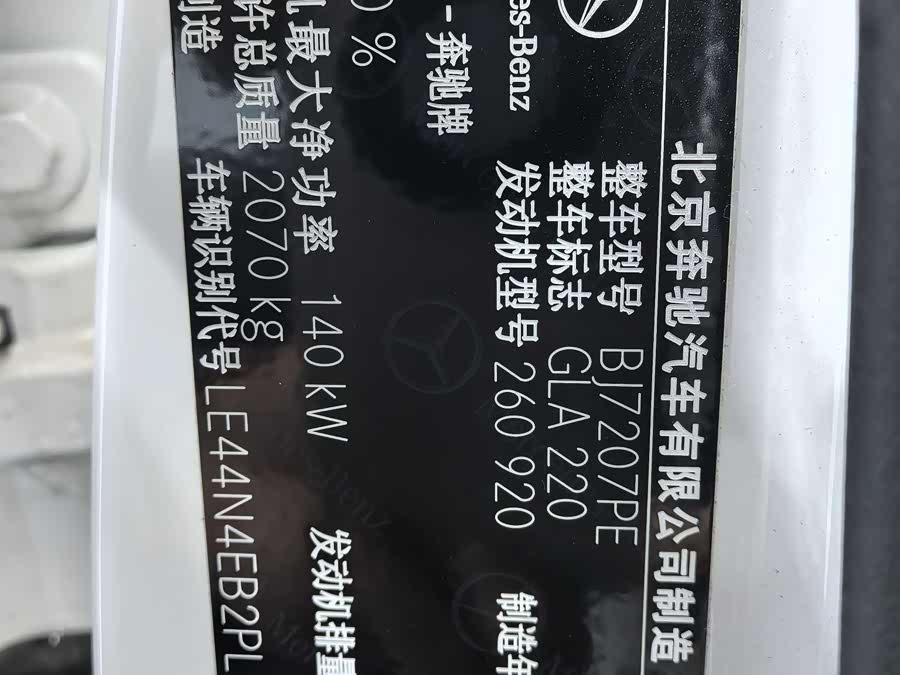 北京奔驰汽车有限公司制造
整车型号 BJ7207PE
整车标志 GLA 220
发动机型号 260 920 制造年
es-Benz
-奔驰牌
0 %
机最大净功率 140 kW 发动机排量
许总质量 2070 kg
车辆识别代号 LE44N4EB2PL
制造
Mercedes-Benz